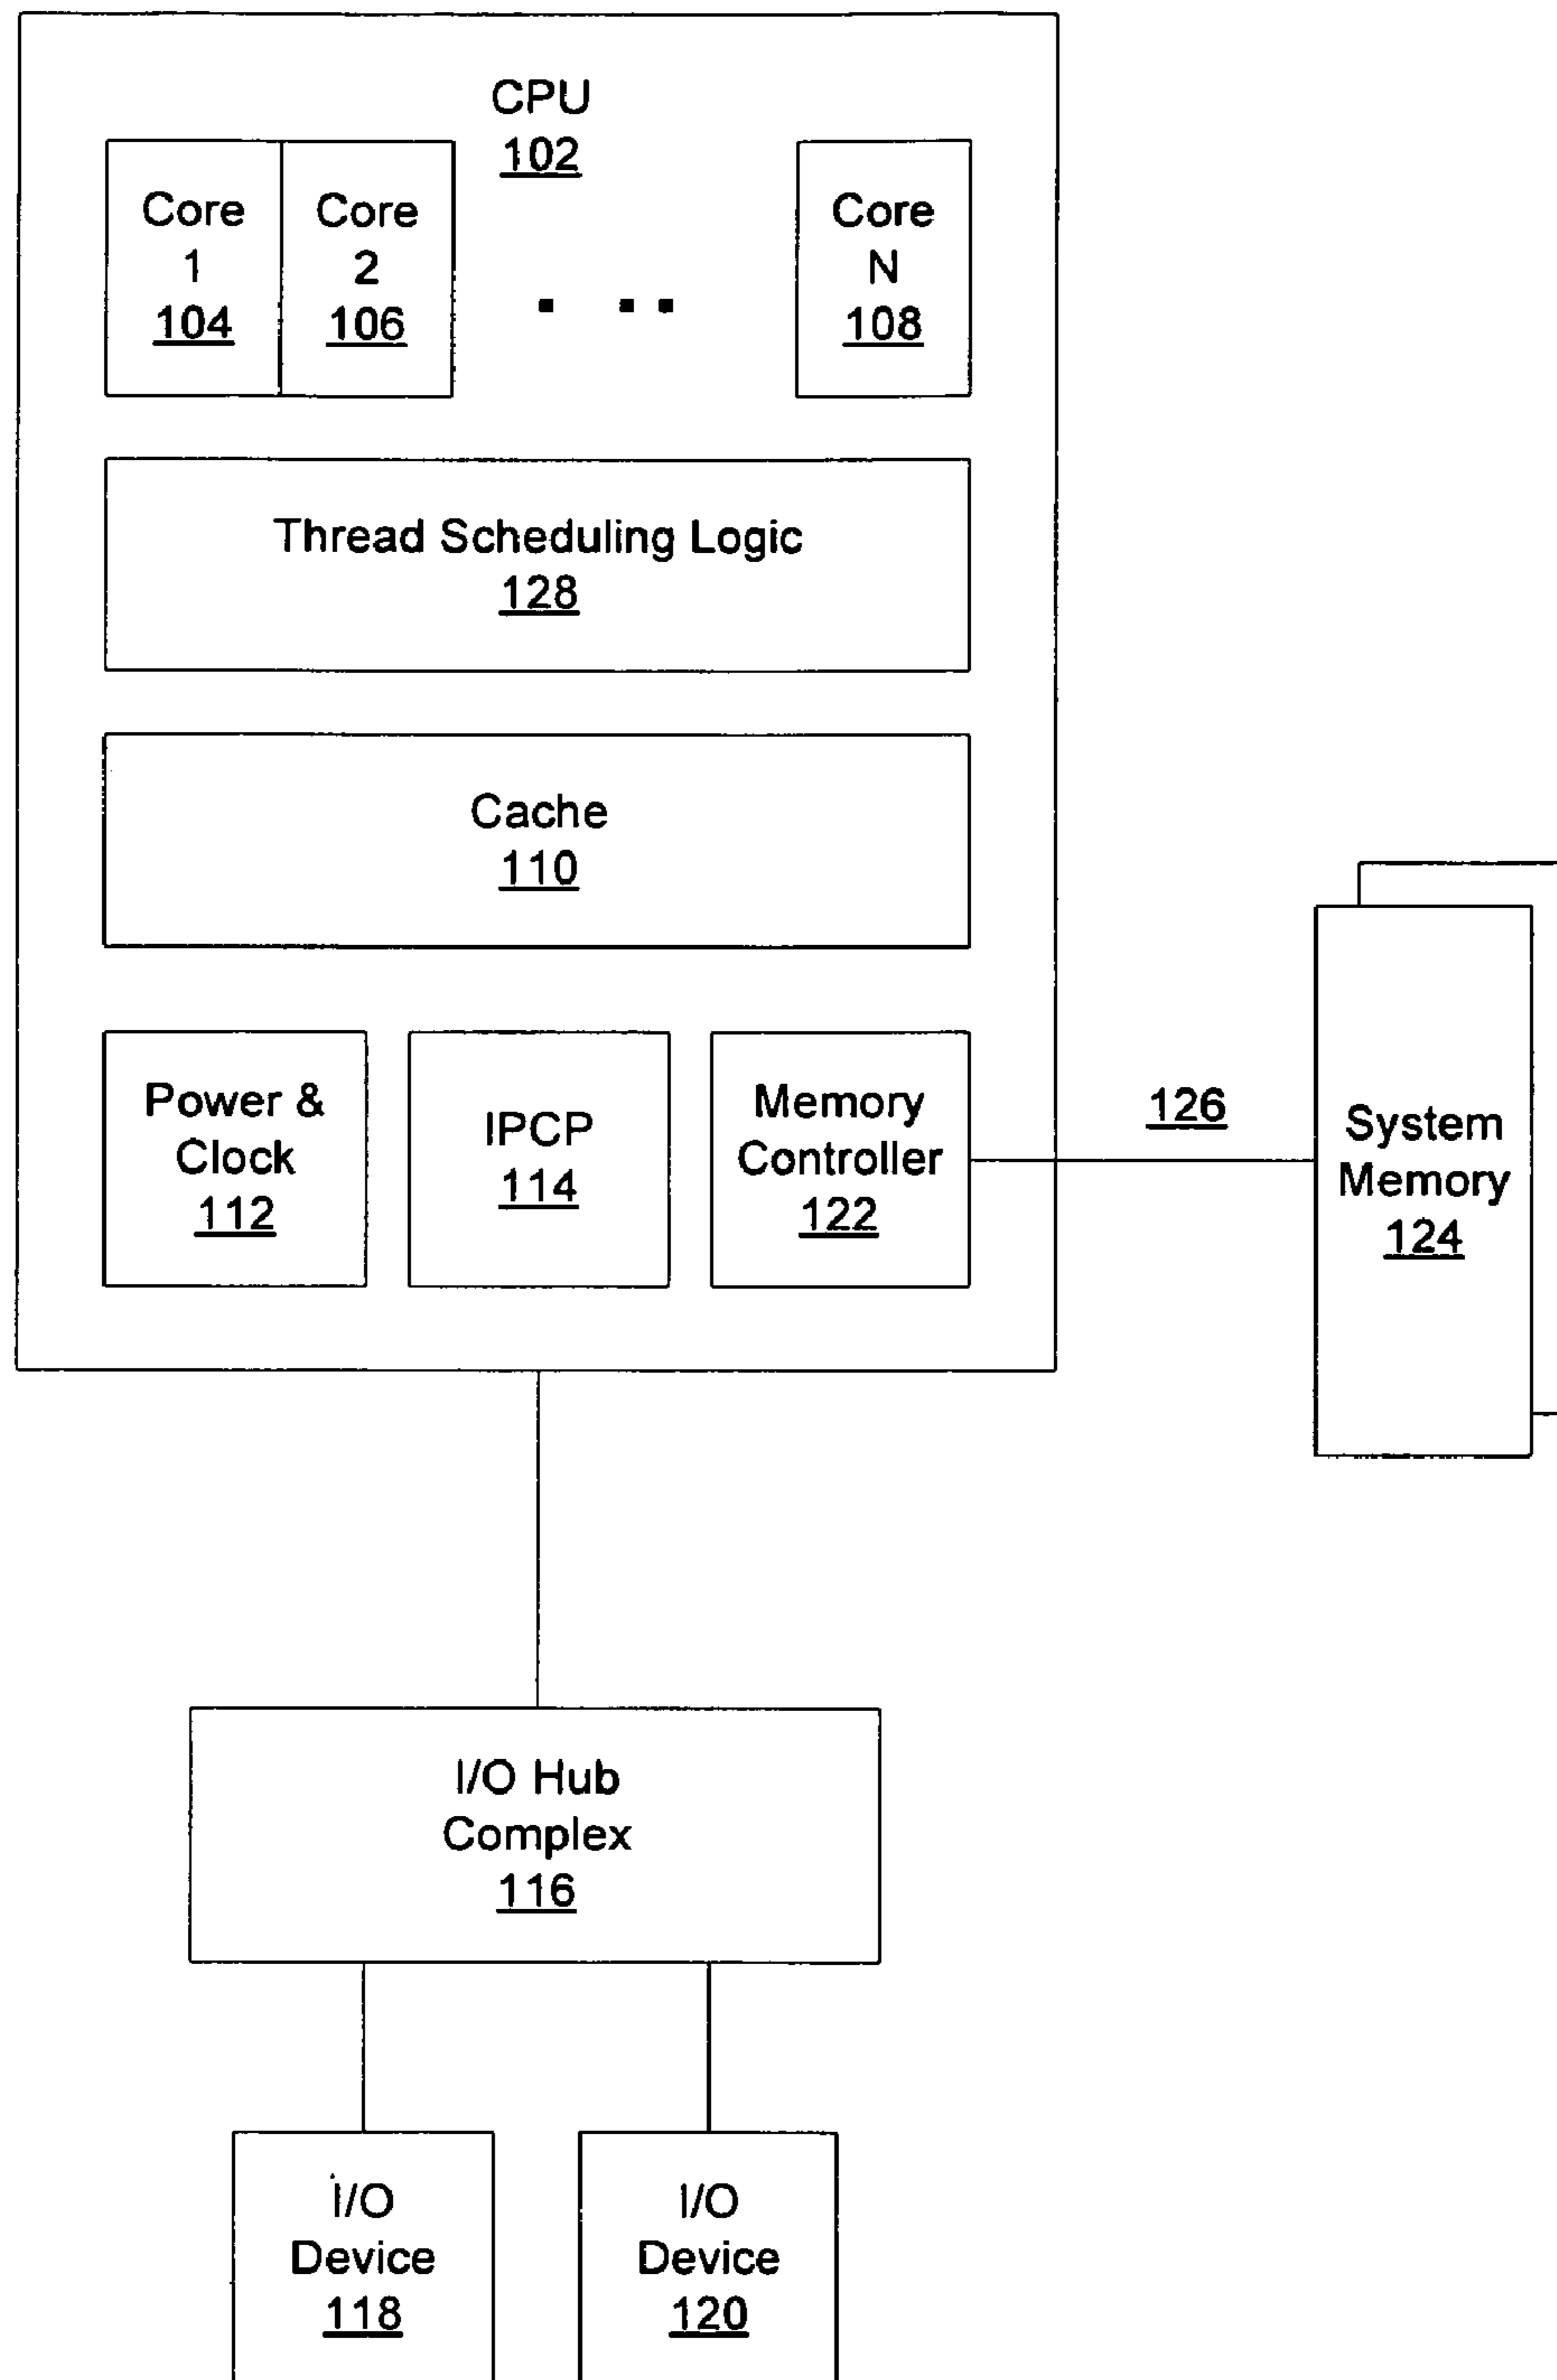 CPU
102
Core
1
104
Core
2
106
. . .
Core
N
108
Thread Scheduling Logic
128
Cache
110
Power &
Clock
112
IPCP
114
Memory
Controller
122
126
System
Memory
124
I/O Hub
Complex
116
I/O
Device
118
I/O
Device
120